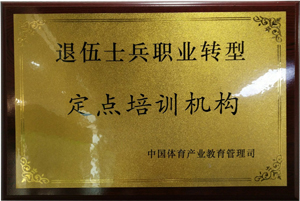 退伍士兵职业转型
定点培训机构
中国体育产业教育管理司